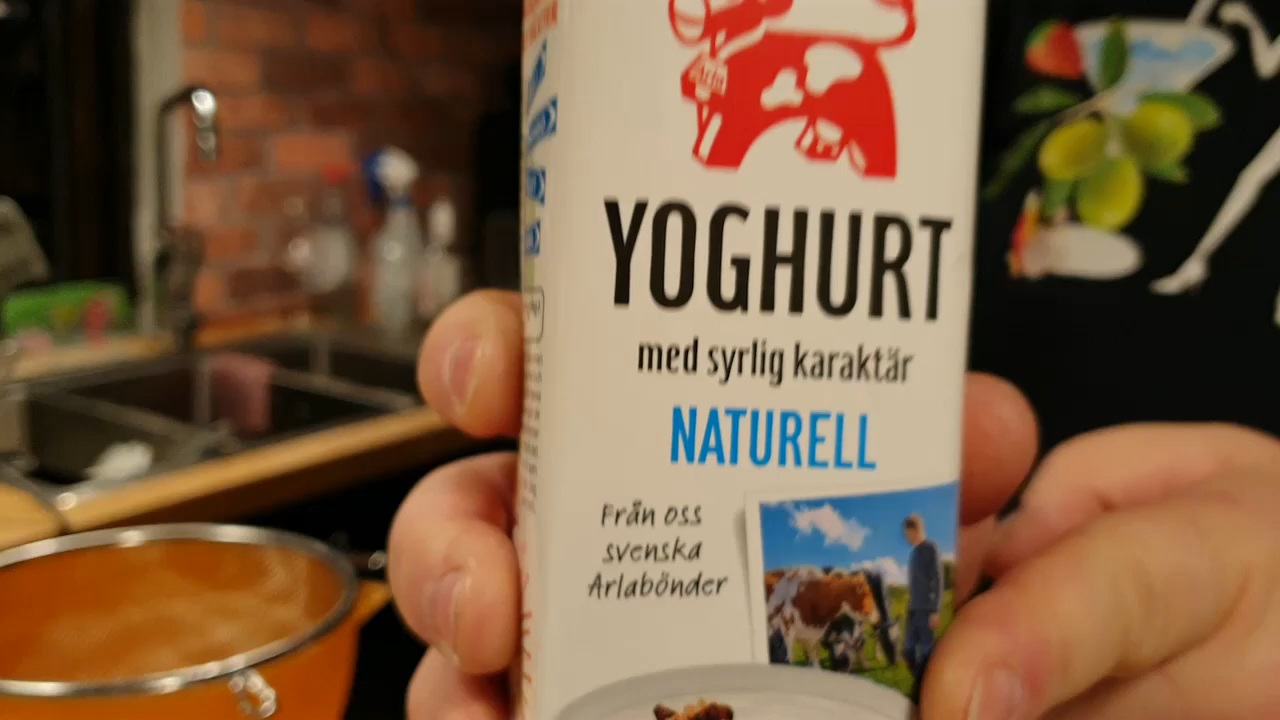 YOGHURT
med syrlig karaktär
NATURELL
Från oss
svenska
Arlabönder